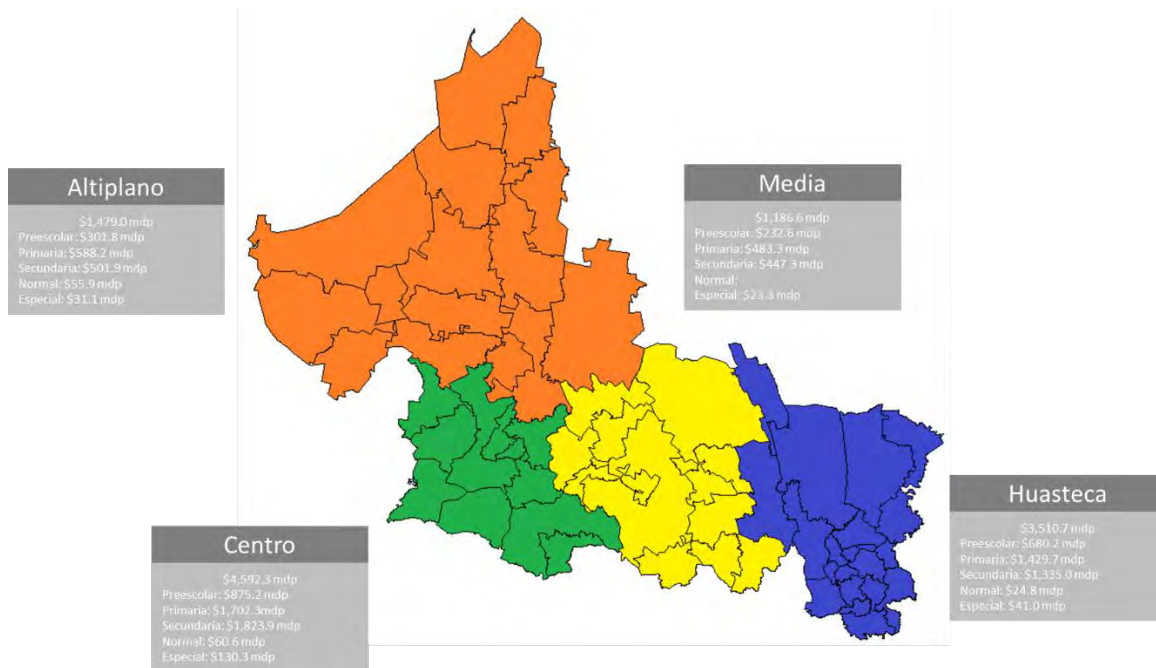 Altiplano
$1,479.0 mdp
Preescolar: $301.8 mdp
Primaria: $588.2 mdp
Secundaria: $501.9 mdp
Normal: $55.9 mdp
Especial: $31.1 mdp
Media
$1,186.6 mdp
Preescolar: $232.6 mdp
Primaria: $483.3 mdp
Secundaria: $447.3 mdp
Normal:
Especial: $23.3 mdp
Centro
$4,592.3 mdp
Preescolar: $875.2 mdp
Primaria: $1,702.3mdp
Secundaria: $1,823.9 mdp
Normal: $60.6 mdp
Especial: $130.3 mdp
Huasteca
$3,510.7 mdp
Preescolar: $680.2 mdp
Primaria: $1,429.7 mdp
Secundaria: $1,335.0 mdp
Normal: $24.8 mdp
Especial: $41.0 mdp